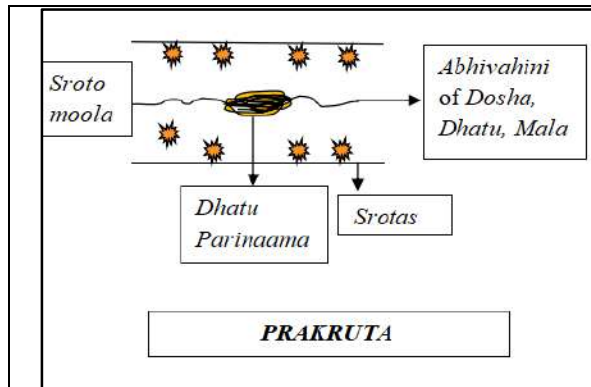 Sroto
moola
Abhivahini
of Dosha,
Dhatu, Mala
Dhatu
Parinaama
Srotas
PRAKRUTA